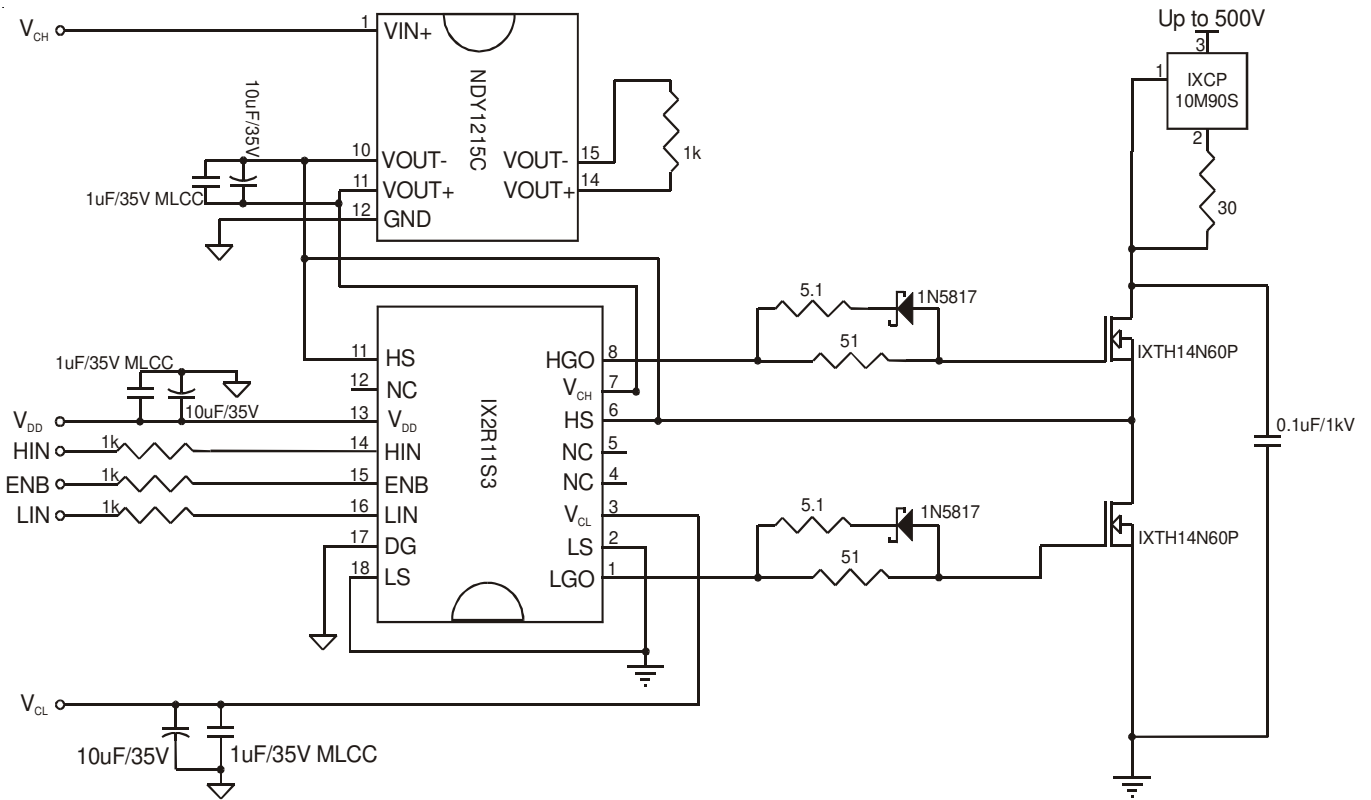 V_CH
1
VIN+
NDY1215C
10uF/35V
1uF/35V MLCC
10
VOUT-
11
VOUT+
12
GND
VOUT-
15
VOUT+
14
1k
Up to 500V
3
1
IXCP
10M90S
2
30
5.1
1N5817
51
IXTH14N60P
0.1uF/1kV
1uF/35V MLCC
10uF/35V
V_DD
HIN
1k
ENB
1k
LIN
1k
11
HS
12
NC
13
V_DD
14
HIN
15
ENB
16
LIN
17
DG
18
LS
IX2R11S3
HGO
8
V_CH
7
HS
6
NC
5
NC
4
V_CL
3
LS
2
LGO
1
5.1
1N5817
51
IXTH14N60P
V_CL
10uF/35V
1uF/35V MLCC